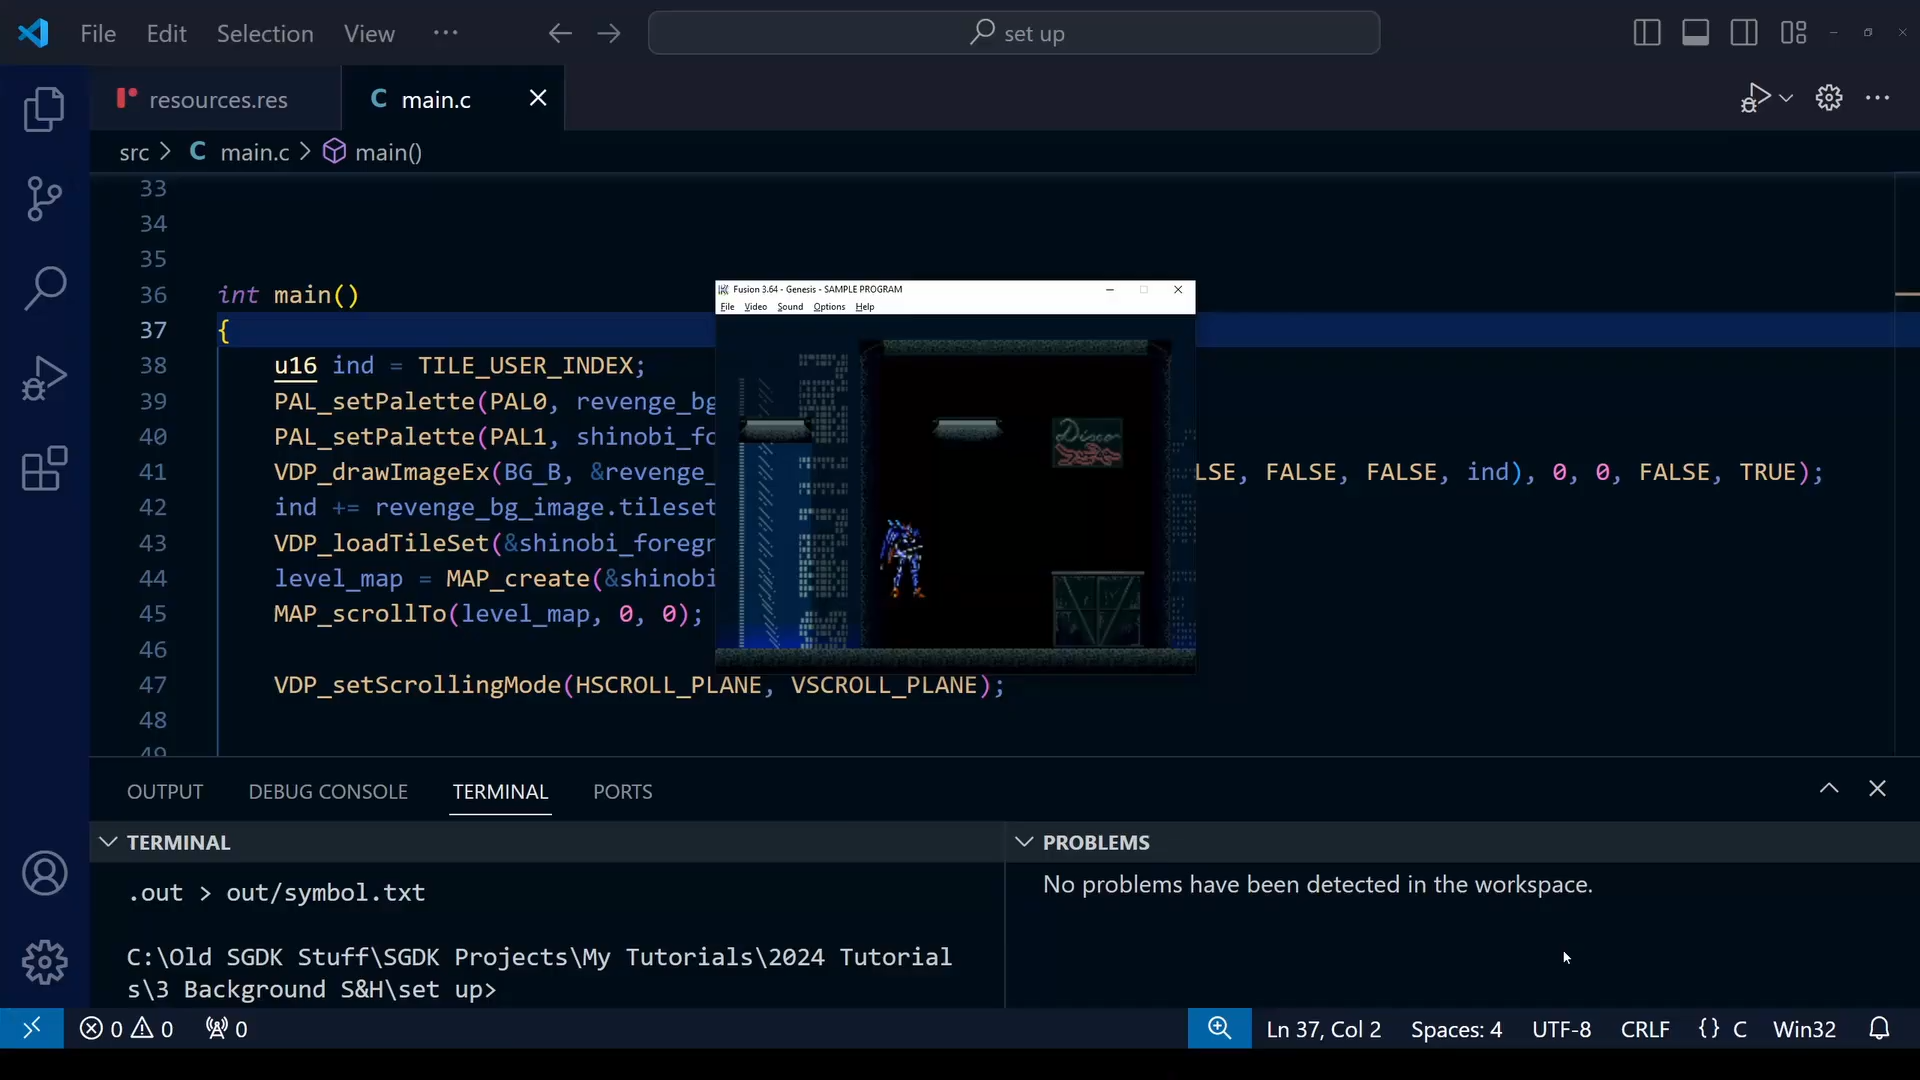 File Edit Selection View ··· set up
resources.res main.c
src > main.c > main()
33
34
35
36 int main()
37 {
38 u16 ind = TILE_USER_INDEX;
39 PAL_setPalette(PAL0, revenge_bg
40 PAL_setPalette(PAL1, shinobi_fo
41 VDP_drawImageEx(BG_B, &revenge_ LSE, FALSE, FALSE, ind), 0, 0, FALSE, TRUE);
42 ind += revenge_bg_image.tileset
43 VDP_loadTileSet(&shinobi_foregr
44 level_map = MAP_create(&shinobi
45 MAP_scrollTo(level_map, 0, 0);
46
47 VDP_setScrollingMode(HSCROLL_PLANE, VSCROLL_PLANE);
48
49
Fusion 3.64 - Genesis - SAMPLE PROGRAM
File Video Sound Options Help
Disco
OUTPUT DEBUG CONSOLE TERMINAL PORTS
TERMINAL
.out > out/symbol.txt
C:\Old SGDK Stuff\SGDK Projects\My Tutorials\2024 Tutorial
s\3 Background S&H\set up>
PROBLEMS
No problems have been detected in the workspace.
0 0 0 Ln 37, Col 2 Spaces: 4 UTF-8 CRLF {} C Win32